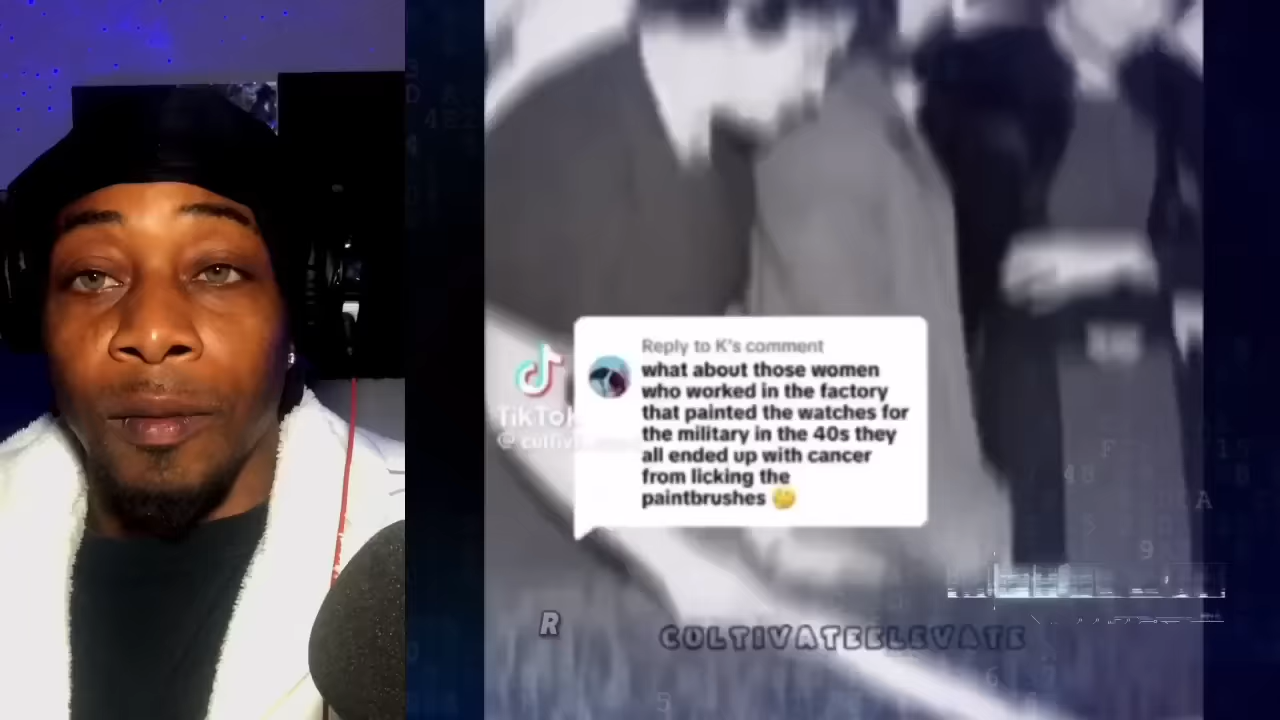 Reply to K's comment
what about those women
who worked in the factory
that painted the watches for
the military in the 40s they
all ended up with cancer
from licking the
paintbrushes 🤔
TikTok
R
CULTIVATEELEVATE